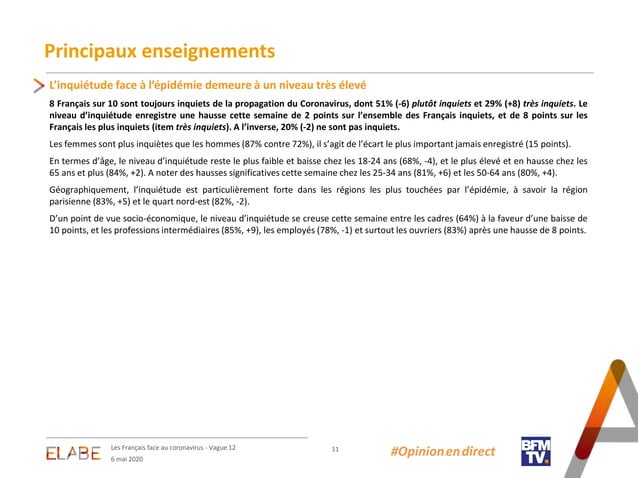 Principaux enseignements
L'inquiétude face à l'épidémie demeure à un niveau très élevé
8 Français sur 10 sont toujours inquiets de la propagation du Coronavirus, dont 51% (-6) plutôt inquiets et 29% (+8) très inquiets. Le
niveau d'inquiétude enregistre une hausse cette semaine de 2 points sur l'ensemble des Français inquiets, et de 8 points sur les
Français les plus inquiets (item très inquiets). A l'inverse, 20% (-2) ne sont pas inquiets.
Les femmes sont plus inquiètes que les hommes (87% contre 72%), il s'agit de l'écart le plus important jamais enregistré (15 points).
En termes d'âge, le niveau d'inquiétude reste le plus faible et baisse chez les 18-24 ans (68%, -4), et le plus élevé et en hausse chez les
65 ans et plus (84%, +2). A noter des hausses significatives cette semaine chez les 25-34 ans (81%, +6) et les 50-64 ans (80%, +4).
Géographiquement, l'inquiétude est particulièrement forte dans les régions les plus touchées par l'épidémie, à savoir la région
parisienne (83%, +5) et le quart nord-est (82%, -2).
D'un point de vue socio-économique, le niveau d'inquiétude se creuse cette semaine entre les cadres (64%) à la faveur d'une baisse de
10 points, et les professions intermédiaires (85%, +9), les employés (78%, -1) et surtout les ouvriers (83%) après une hausse de 8 points.
ELABE
Les Français face au coronavirus - Vague 12
6 mai 2020
11
#Opinion en direct
BFM
TV.